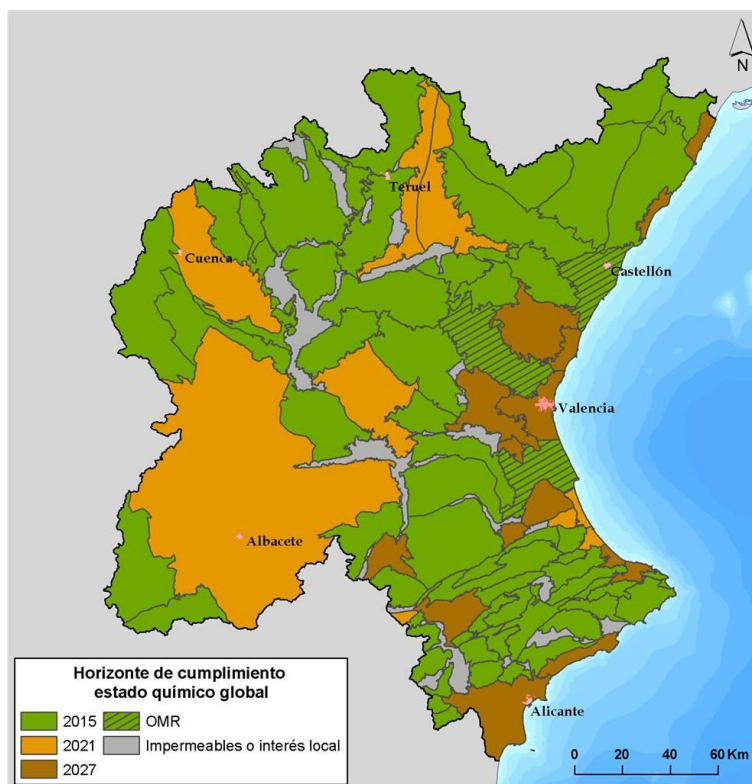 N
Teruel
Cuenca
Castellón
Valencia
Albacete
Alicante
Horizonte de cumplimiento
estado químico global
2015 OMR
2021 Impermeables o interés local
2027
0 20 40 60 Km